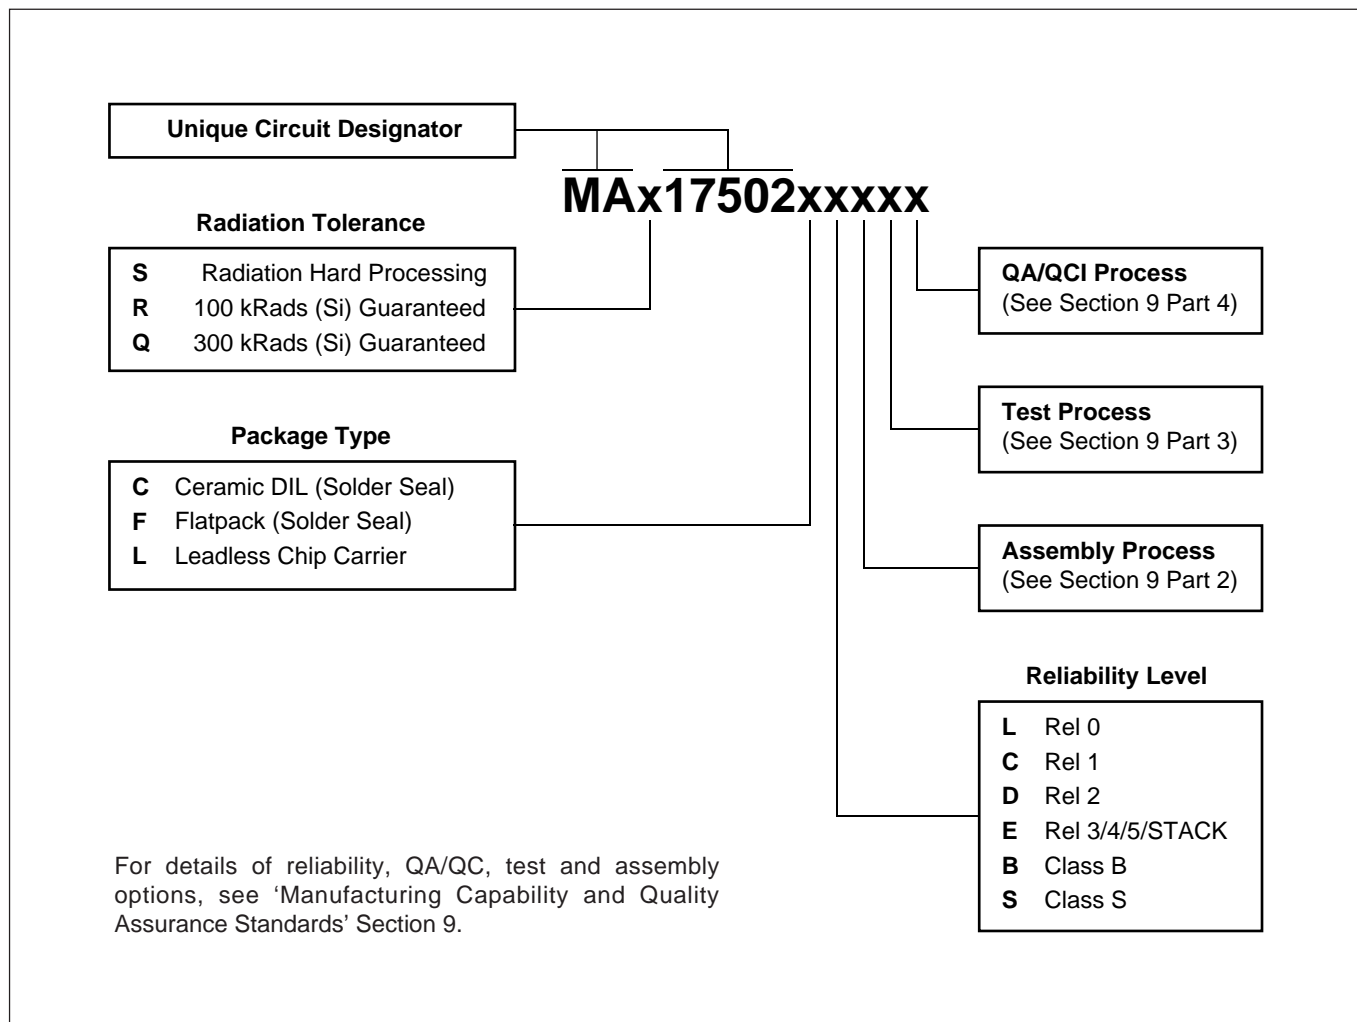 Unique Circuit Designator
MAx17502xxxxx
Radiation Tolerance
S Radiation Hard Processing
R 100 kRads (Si) Guaranteed
Q 300 kRads (Si) Guaranteed
Package Type
C Ceramic DIL (Solder Seal)
F Flatpack (Solder Seal)
L Leadless Chip Carrier
QA/QCI Process
(See Section 9 Part 4)
Test Process
(See Section 9 Part 3)
Assembly Process
(See Section 9 Part 2)
Reliability Level
L Rel 0
C Rel 1
D Rel 2
E Rel 3/4/5/STACK
B Class B
S Class S
For details of reliability, QA/QC, test and assembly
options, see ‘Manufacturing Capability and Quality
Assurance Standards’ Section 9.